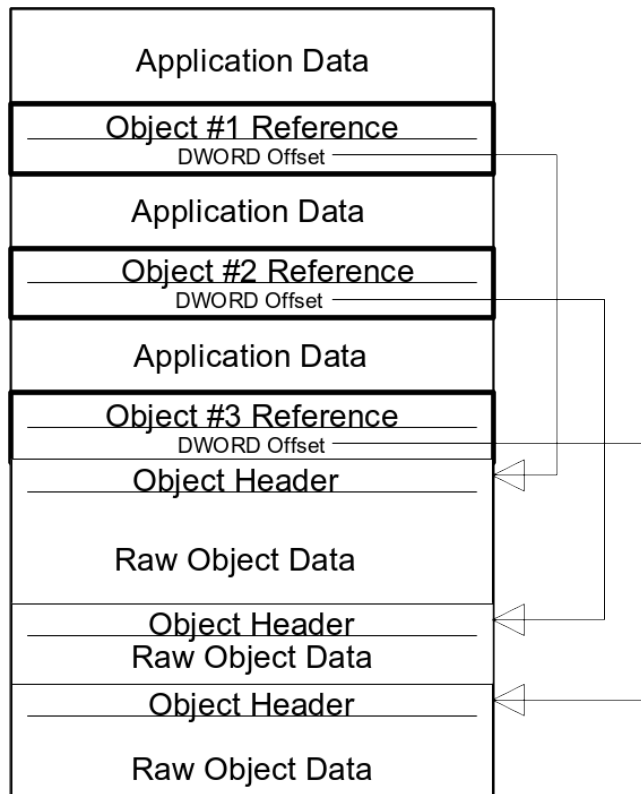 Application Data
Object #1 Reference
DWORD Offset
Application Data
Object #2 Reference
DWORD Offset
Application Data
Object #3 Reference
DWORD Offset
Object Header
Raw Object Data
Object Header
Raw Object Data
Object Header
Raw Object Data